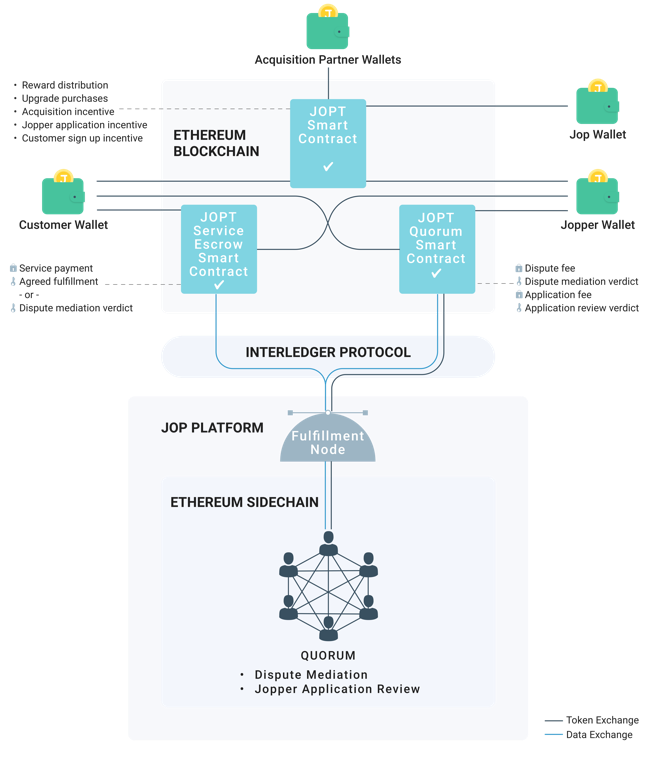 Acquisition Partner Wallets
• Reward distribution
• Upgrade purchases
• Acquisition incentive
• Jopper application incentive
• Customer sign up incentive
ETHEREUM
BLOCKCHAIN
JOPT
Smart
Contract
Jop Wallet
Customer Wallet
Jopper Wallet
JOPT
Service
Escrow
Smart
Contract
JOPT
Quorum
Smart
Contract
Service payment
Agreed fulfillment
- or -
Dispute mediation verdict
Dispute fee
Dispute mediation verdict
Application fee
Application review verdict
INTERLEDGER PROTOCOL
JOP PLATFORM
Fulfillment
Node
ETHEREUM SIDECHAIN
QUORUM
• Dispute Mediation
• Jopper Application Review
Token Exchange
Data Exchange